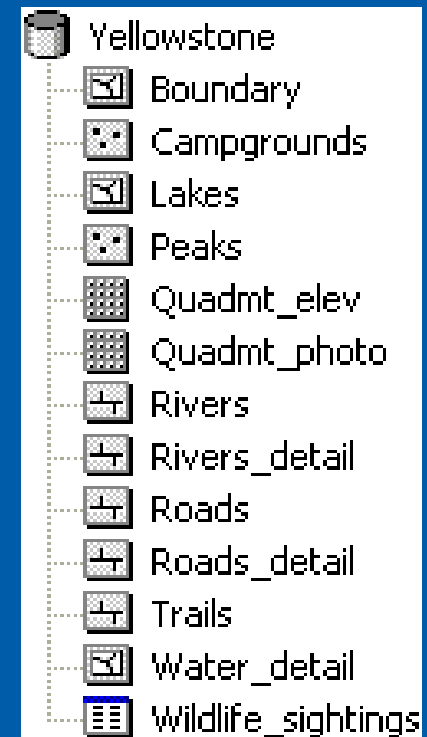 Yellowstone
Boundary
Campgrounds
Lakes
Peaks
Quadmt_elev
Quadmt_photo
Rivers
Rivers_detail
Roads
Roads_detail
Trails
Water_detail
Wildlife_sightings